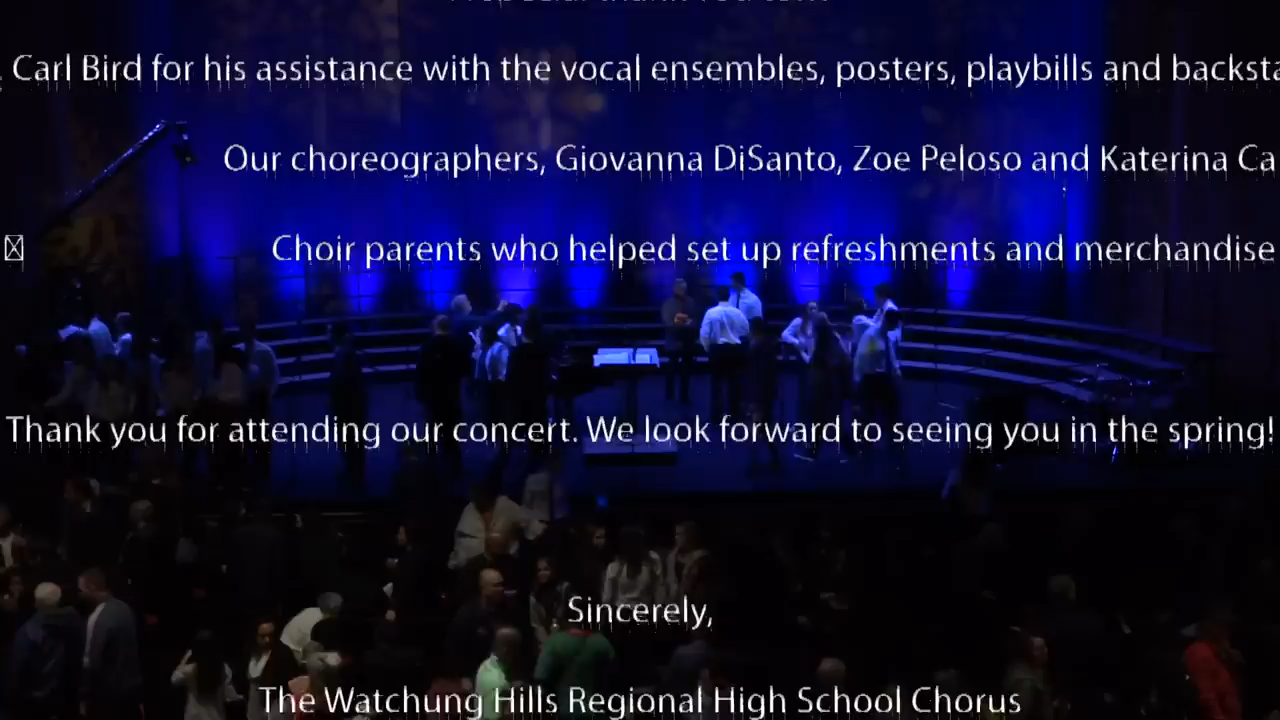 Carl Bird for his assistance with the vocal ensembles, posters, playbills and
Our choreographers, Giovanna DiSanto, Zoe Peloso and Katerina
Choir parents who helped set up refreshments and merchandise
Thank you for attending our concert. We look forward to seeing you in the spring!
Sincerely,
The Watchung Hills Regional High School Chorus